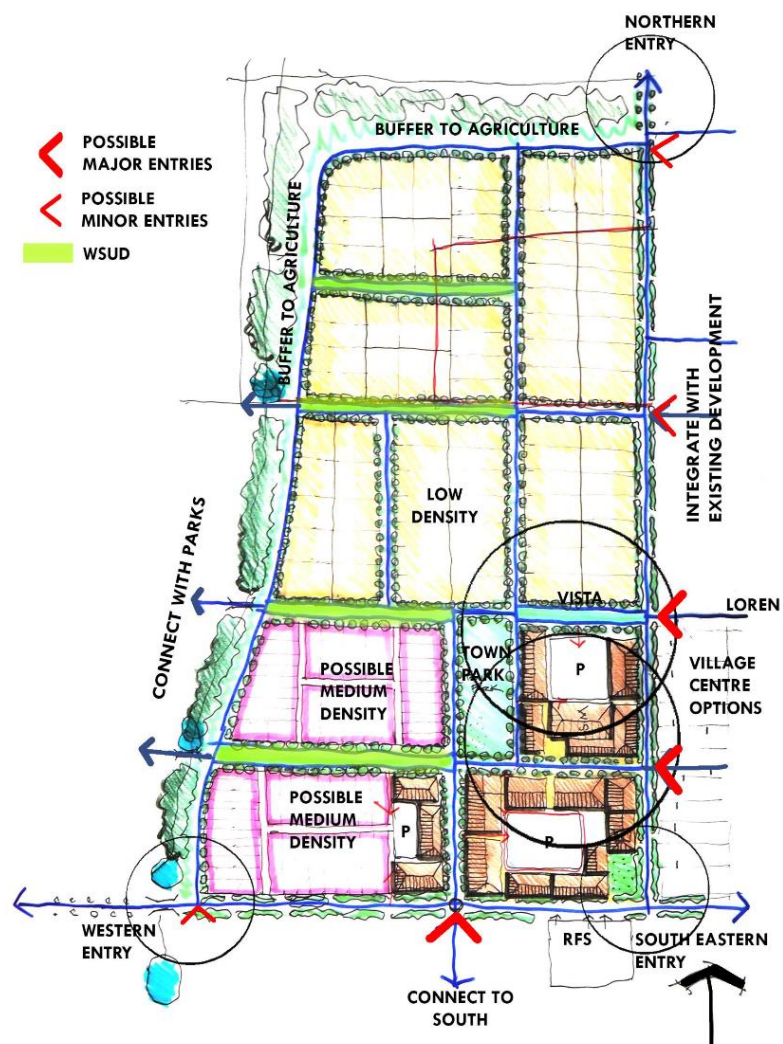 NORTHERN
ENTRY
BUFFER TO AGRICULTURE
POSSIBLE
MAJOR ENTRIES
POSSIBLE
MINOR ENTRIES
WSUD
BUFFER TO AGRICULTURE
INTEGRATE WITH
EXISTING DEVELOPMENT
LOW
DENSITY
CONNECT WITH PARKS
VISTA
LOREN
TOWN
PARK
P
VILLAGE
CENTRE
OPTIONS
POSSIBLE
MEDIUM
DENSITY
POSSIBLE
MEDIUM
DENSITY
P
P
WESTERN
ENTRY
RFS
SOUTH EASTERN
ENTRY
CONNECT TO
SOUTH